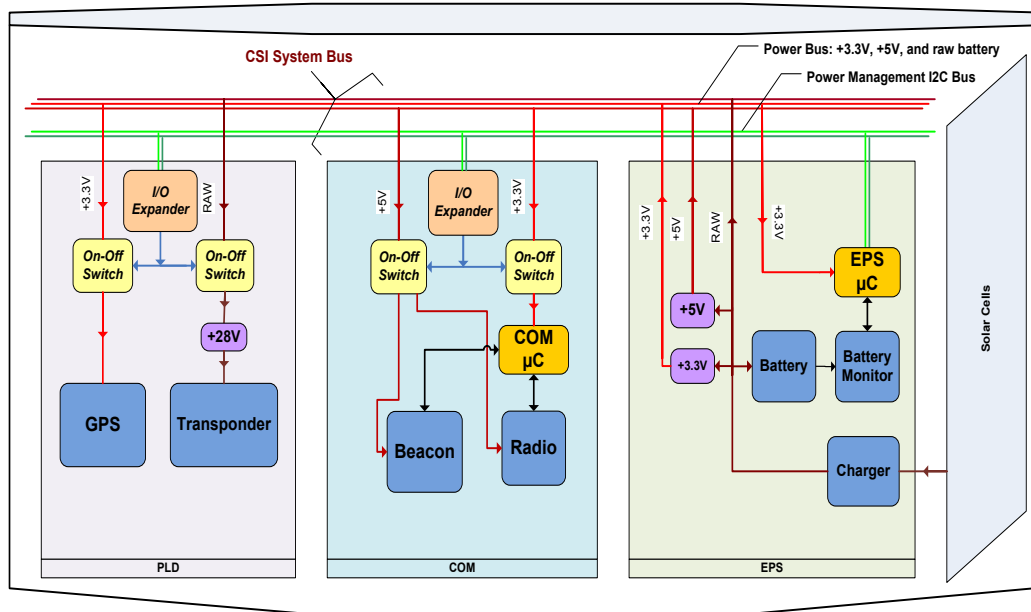 CSI System Bus
Power Bus: +3.3V, +5V, and raw battery
Power Management I2C Bus
+3.3V
I/O
Expander
RAW
On-Off
Switch
On-Off
Switch
+28V
GPS
Transponder
PLD
+5V
I/O
Expander
+3.3V
On-Off
Switch
On-Off
Switch
COM
µC
Beacon
Radio
COM
+3.3V
+5V
RAW
+3.3V
EPS
µC
+5V
+3.3V
Battery
Battery
Monitor
Charger
EPS
Solar Cells